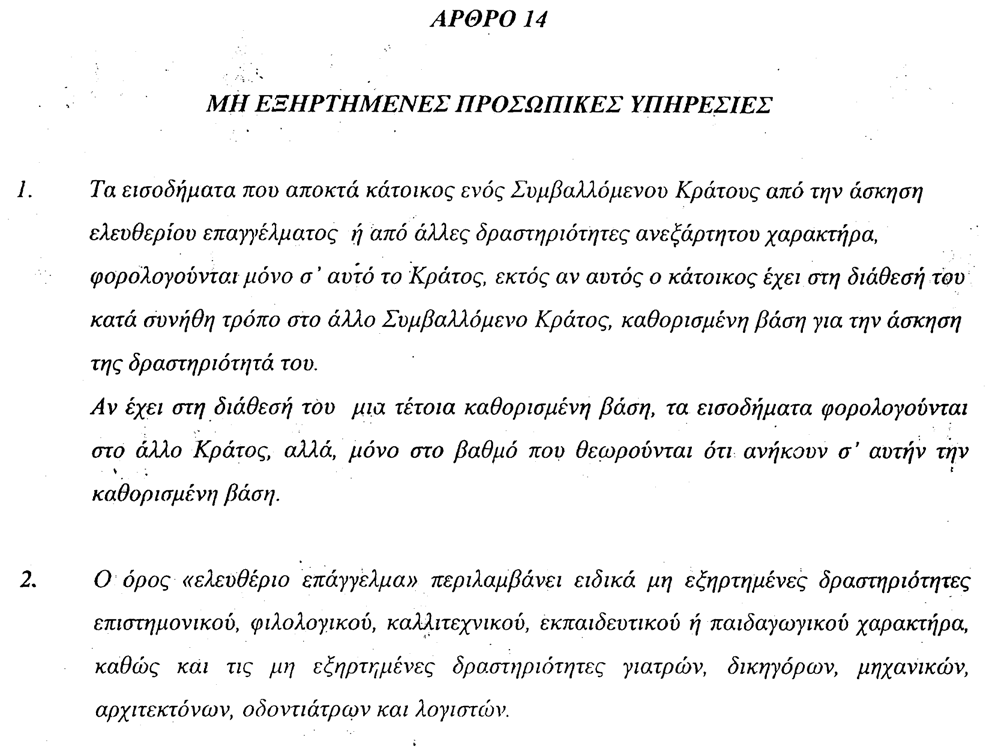 ΑΡΘΡΟ 14
ΜΗ ΕΞΗΡΤΗΜΕΝΕΣ ΠΡΟΣΩΠΙΚΕΣ ΥΠΗΡΕΣΙΕΣ
1. Τα εισοδήματα που αποκτά κάτοικος ενός Συμβαλλόμενου Κράτους από την άσκηση
ελευθερίου επαγγέλματος ή από άλλες δραστηριότητες ανεξάρτητου χαρακτήρα,
φορολογούνται μόνο σ' αυτό το Κράτος, εκτός αν αυτός ο κάτοικος έχει στη διάθεσή του
κατά συνήθη τρόπο στο άλλο Συμβαλλόμενο Κράτος, καθορισμένη βάση για την άσκηση
της δραστηριότητά του.
Αν έχει στη διάθεσή του μια τέτοια καθορισμένη βάση, τα εισοδήματα φορολογούνται
στο άλλο Κράτος, αλλά, μόνο στο βαθμό που θεωρούνται ότι ανήκουν σ' αυτήν την
καθορισμένη βάση.
2. Ο όρος «ελευθέριο επάγγελμα» περιλαμβάνει ειδικά μη εξηρτημένες δραστηριότητες
επιστημονικού, φιλολογικού, καλλιτεχνικού, εκπαιδευτικού ή παιδαγωγικού χαρακτήρα,
καθώς και τις μη εξηρτημένες δραστηριότητες γιατρών, δικηγόρων, μηχανικών,
αρχιτεκτόνων, οδοντιάτρων και λογιστών.